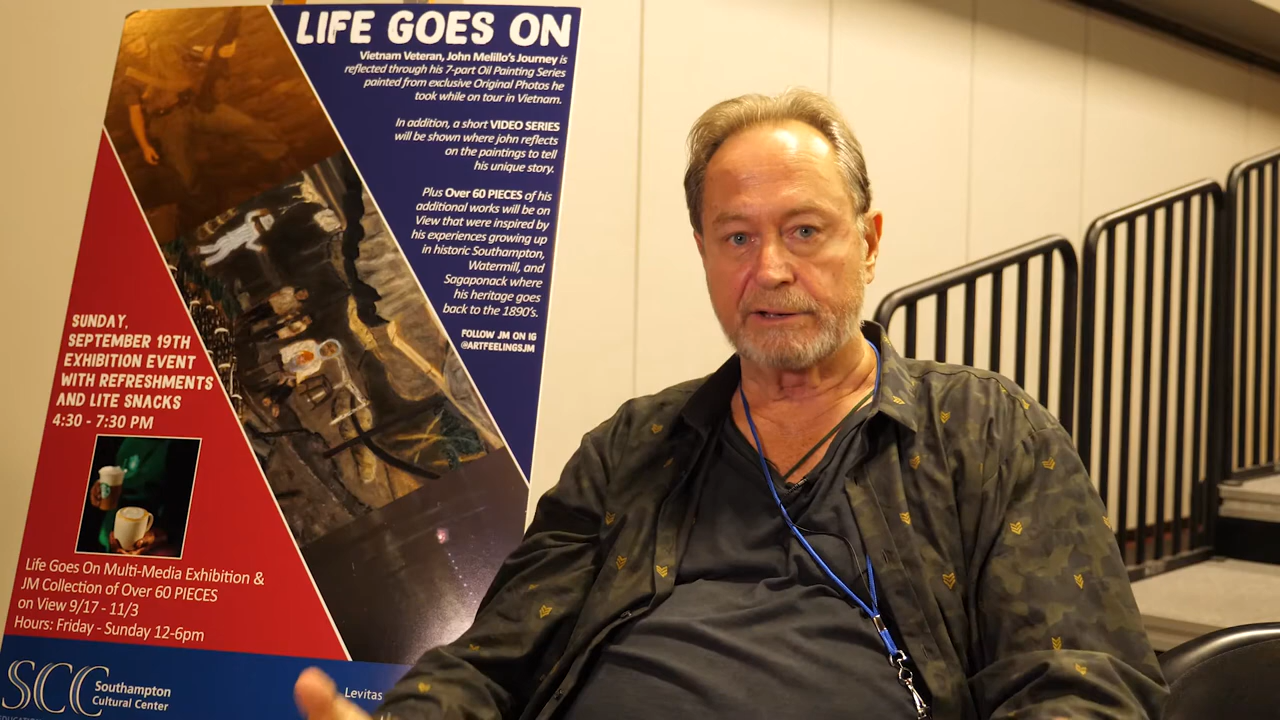 LIFE GOES ON
Vietnam Veteran, John Melillo's Journey is
reflected through his 7-part Oil Painting Series
painted from exclusive Original Photos he
took while on tour in Vietnam.
In addition, a short VIDEO SERIES
will be shown where john reflects
on the paintings to tell
his unique story.
Plus Over 60 PIECES of his
additional works will be on
View that were inspired by
his experiences growing up
in historic Southampton,
Watermill, and
Sagaponack where
his heritage goes
back to the 1890's.
FOLLOW JM ON IG
@ARTFEELINGSJM
SUNDAY,
SEPTEMBER 19TH
EXHIBITION EVENT
WITH REFRESHMENTS
AND LITE SNACKS
4:30 - 7:30 PM
Life Goes On Multi-Media Exhibition &
JM Collection of Over 60 PIECES
on View 9/17 - 11/3
Hours: Friday - Sunday 12-6pm
SCC Southampton
Cultural Center
Levitas